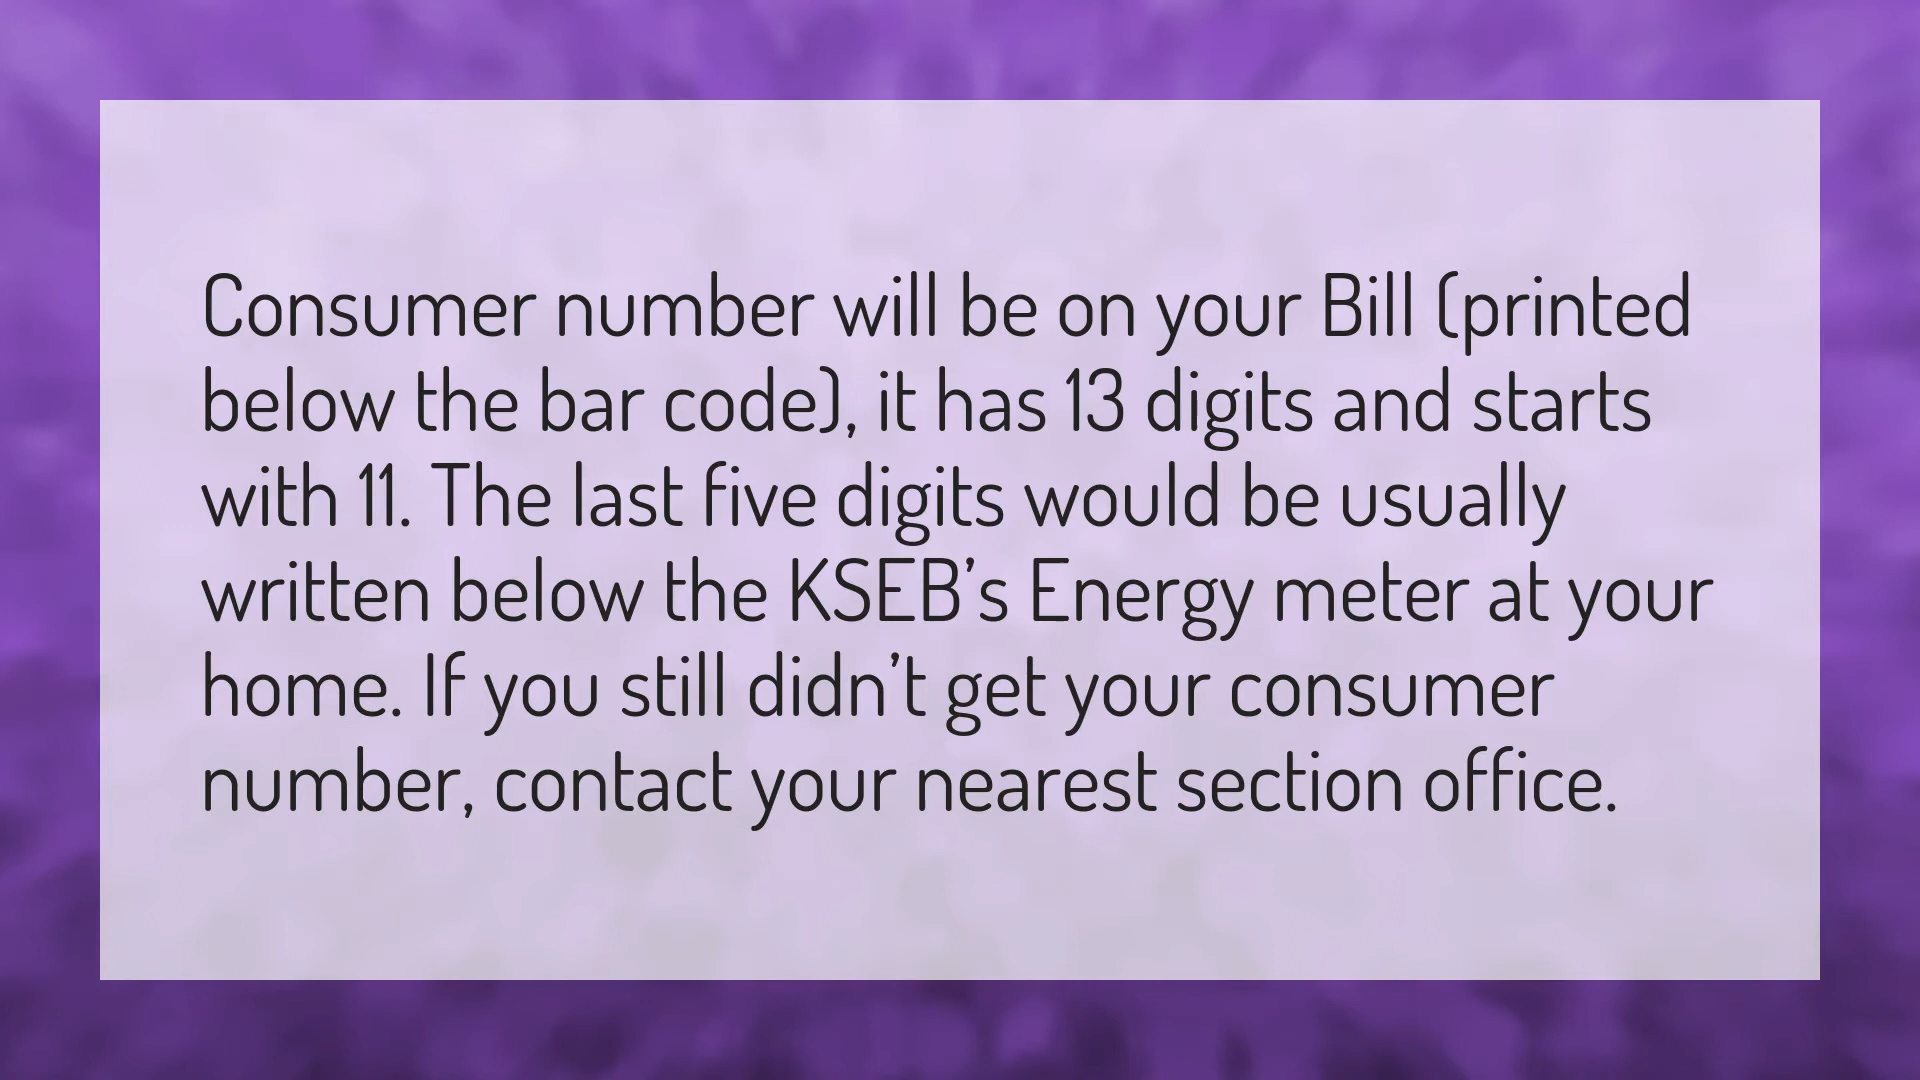 Consumer number will be on your Bill (printed
below the bar code), it has 13 digits and starts
with 11. The last five digits would be usually
written below the KSEB’s Energy meter at your
home. If you still didn’t get your consumer
number, contact your nearest section office.